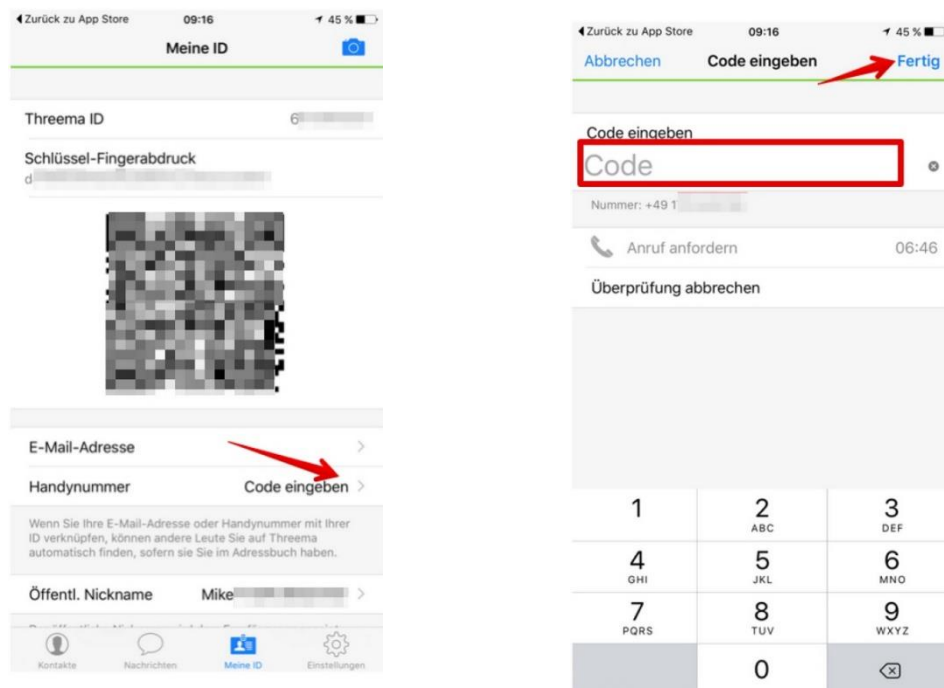 Zurück zu App Store 09:16 45 %
Meine ID
Threema ID 6
Schlüssel-Fingerabdruck
d
E-Mail-Adresse
Handynummer Code eingeben
Wenn Sie Ihre E-Mail-Adresse oder Handynummer mit Ihrer
ID verknüpfen, können andere Leute Sie auf Threema
automatisch finden, sofern sie Sie im Adressbuch haben.
Öffentl. Nickname Mike
Kontakte Nachrichten Meine ID Einstellungen
Zurück zu App Store 09:16 45 %
Abbrechen Code eingeben Fertig
Code eingeben
Code
Nummer: +49 1
Anruf anfordern 06:46
Überprüfung abbrechen
1 2 3
ABC DEF
4 5 6
GHI JKL MNO
7 8 9
PQRS TUV WXYZ
0